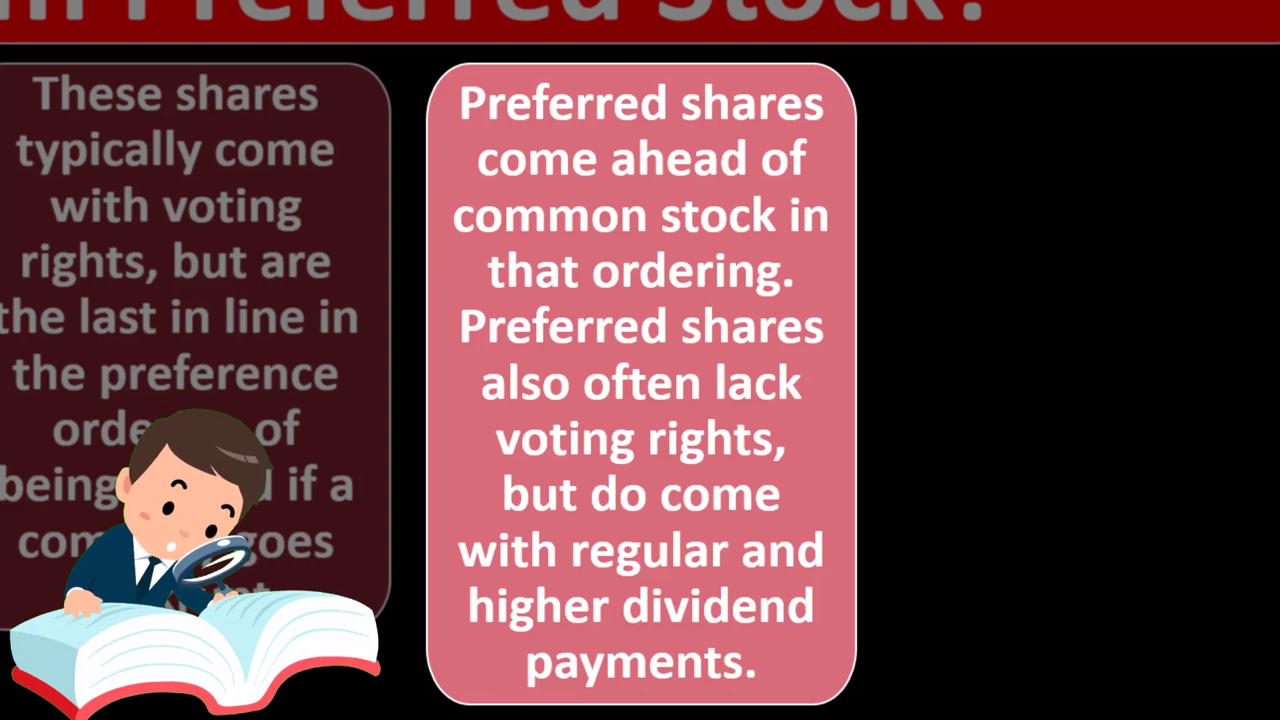 Preferred Stock?
These shares
typically come
with voting
rights, but are
the last in line in
the preference
of
being if a
goes
Preferred shares
come ahead of
common stock in
that ordering.
Preferred shares
also often lack
voting rights,
but do come
with regular and
higher dividend
payments.